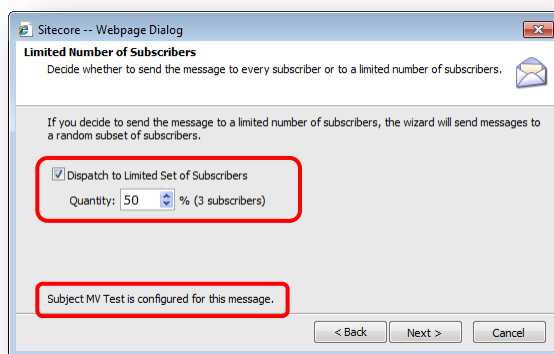 Sitecore -- Webpage Dialog
Limited Number of Subscribers
Decide whether to send the message to every subscriber or to a limited number of subscribers.
If you decide to send the message to a limited number of subscribers, the wizard will send messages to
a random subset of subscribers.
Dispatch to Limited Set of Subscribers
Quantity: 50 % (3 subscribers)
Subject MV Test is configured for this message.
< Back Next > Cancel